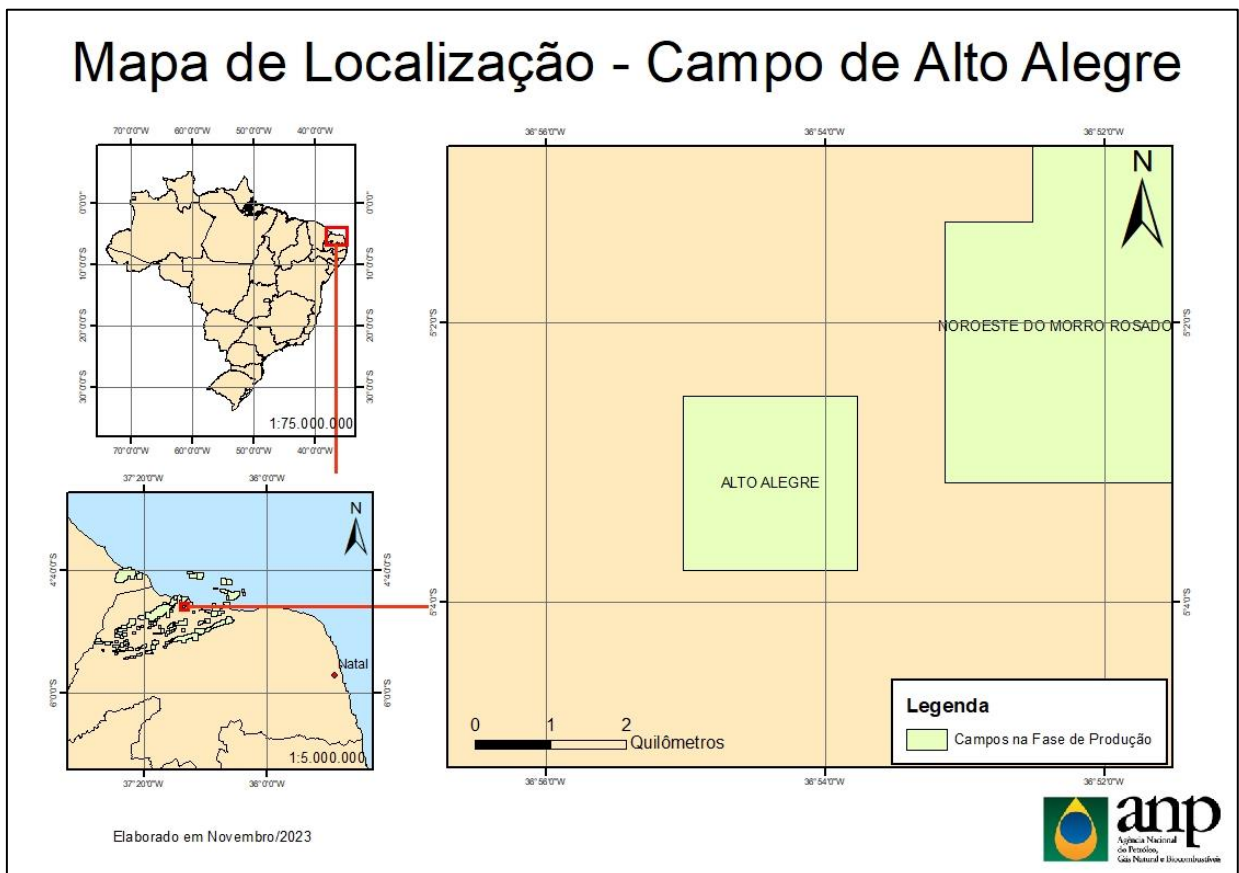 Mapa de Localização - Campo de Alto Alegre
70°0'0"W 60°0'0"W 50°0'0"W 40°0'0"W
0°0'0" 0°0'0"
10°0'0"S 10°0'0"S
20°0'0"S 20°0'0"S
30°0'0"S 30°0'0"S
1:75.000.000
70°0'0"W 60°0'0"W 50°0'0"W 40°0'0"W
37°20'0"W 36°0'0"W
N
4°40'0"S 4°40'0"S
Natal
6°0'0"S 6°0'0"S
1:5.000.000
37°20'0"W 36°0'0"W
36°56'0"W 36°54'0"W 36°52'0"W
N
5°2'0"S 5°2'0"S
NOROESTE DO MORRO ROSADO
ALTO ALEGRE
5°4'0"S 5°4'0"S
0 1 2
Quilômetros
Legenda
Campos na Fase de Produção
36°56'0"W 36°54'0"W 36°52'0"W
Elaborado em Novembro/2023
anp
Agência Nacional
do Petróleo,
Gás Natural e Biocombustíveis